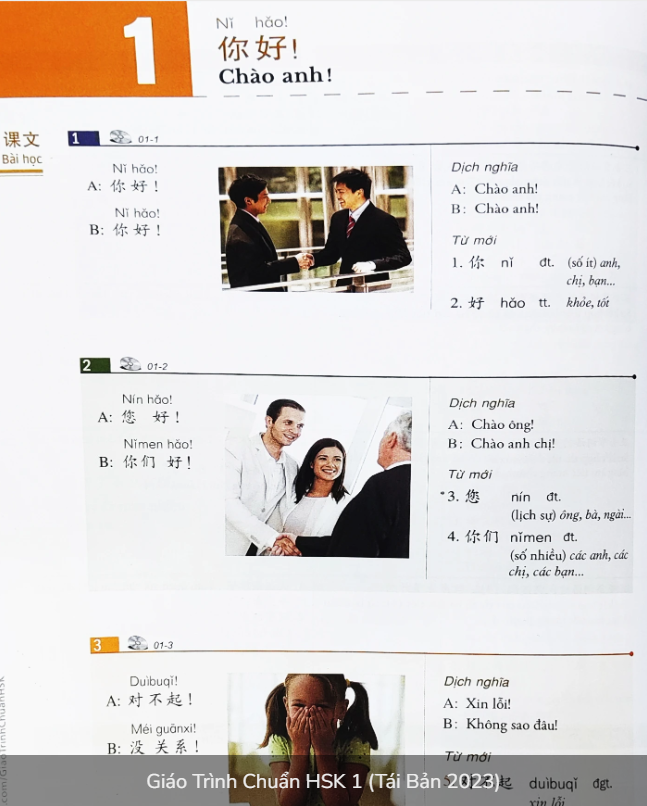 1
Nǐ hǎo!
你好!
Chào anh!
课文
Bài học
1 01-1
Nǐ hǎo!
A: 你好!
Nǐ hǎo!
B: 你好!
Dịch nghĩa
A: Chào anh!
B: Chào anh!
Từ mới
1. 你 nǐ đt. (số ít) anh,
chị, bạn...
2. 好 hǎo tt. khỏe, tốt
2 01-2
Nín hǎo!
A: 您 好!
Nǐmen hǎo!
B: 你们 好!
Dịch nghĩa
A: Chào ông!
B: Chào anh chị!
Từ mới
*3. 您 nín đt.
(lịch sự) ông, bà, ngài...
4. 你们 nǐmen đt.
(số nhiều) các anh, các
chị, các bạn...
3 01-3
Duìbuqǐ!
A: 对不起!
Méi guānxi!
B: 没 关系!
Dịch nghĩa
A: Xin lỗi!
B: Không sao đâu!
Từ mới
起 duìbuqǐ đgt.
xin lỗi
.com/GiaoTrinhChuanHSK
Giáo Trình Chuẩn HSK 1 (Tái Bản 2023)